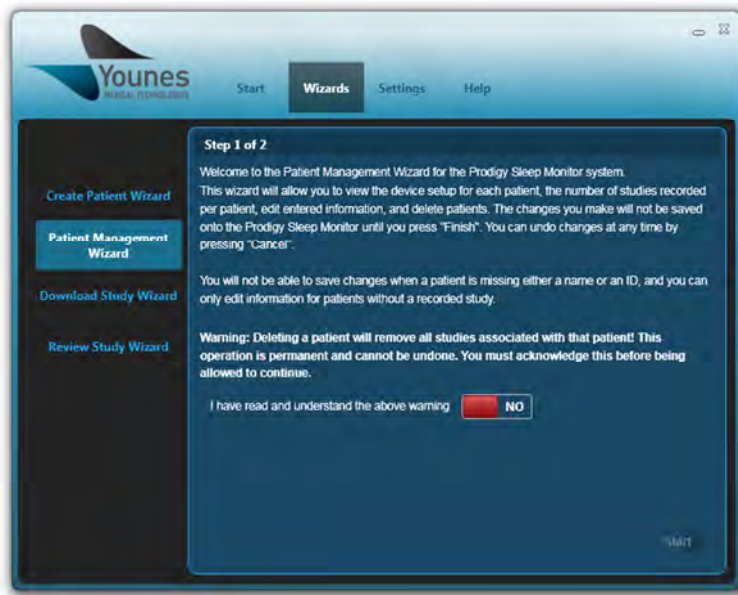 Younes
MEDICAL TECHNOLOGIES
Start Wizards Settings Help
Create Patient Wizard
Patient Management
Wizard
Download Study Wizard
Review Study Wizard
Step 1 of 2
Welcome to the Patient Management Wizard for the Prodigy Sleep Monitor system.
This wizard will allow you to view the device setup for each patient, the number of studies recorded
per patient, edit entered information, and delete patients. The changes you make will not be saved
onto the Prodigy Sleep Monitor until you press "Finish". You can undo changes at any time by
pressing "Cancel".
You will not be able to save changes when a patient is missing either a name or an ID, and you can
only edit information for patients without a recorded study.
Warning: Deleting a patient will remove all studies associated with that patient! This
operation is permanent and cannot be undone. You must acknowledge this before being
allowed to continue.
I have read and understand the above warning NO
Start